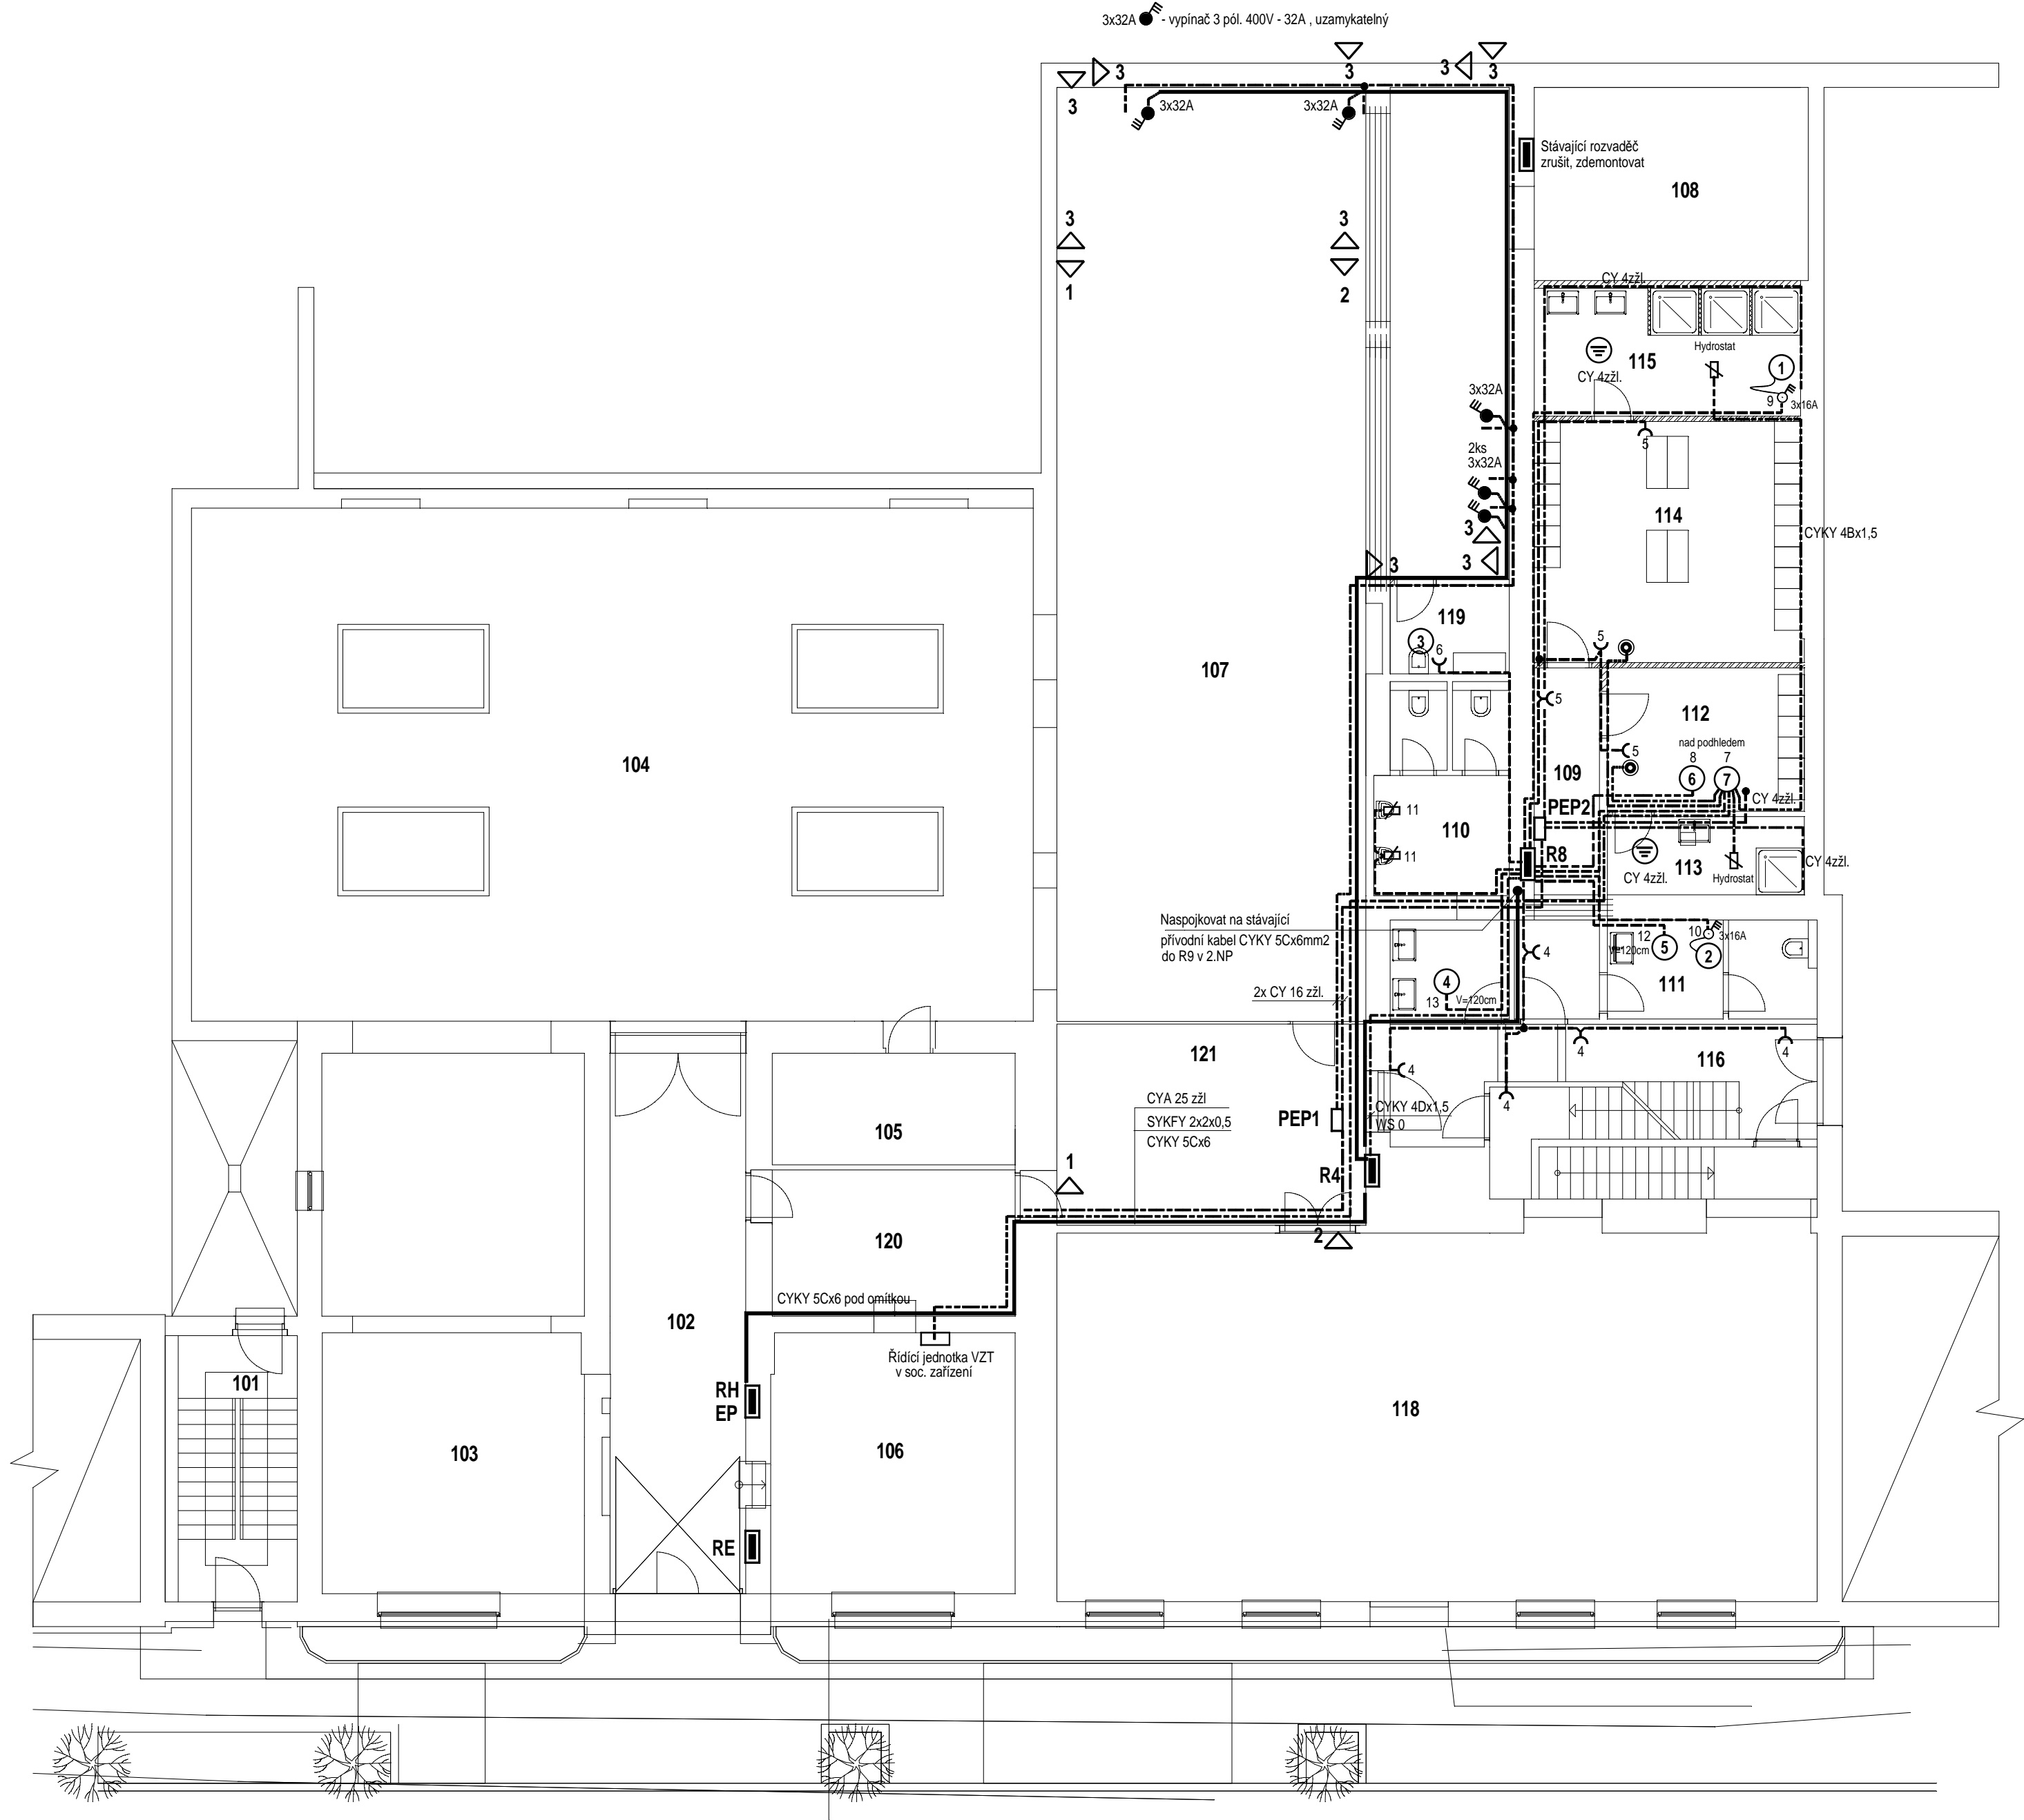 3x32A - vypínač 3 pól. 400V - 32A , uzamykatelný
3
3
3
3
3
3
3x32A
3x32A
Stávající rozvaděč
zrušit, zdemontovat
108
3
3
1
2
CY 4zžl.
Hydrostat
115
1
CY 4zžl.
9
3x16A
3x32A
5
2ks
3x32A
114
3
CYKY 4Bx1,5
3
3
119
3
6
5
107
5
112
nad podhledem
5
8
7
104
109
6
7
PEP2
CY 4zžl.
11
110
11
R8
113
CY 4zžl.
CY 4zžl.
Hydrostat
Naspojkovat na stávající
přívodní kabel CYKY 5Cx6mm2
do R9 v 2.NP
4
12
V=120cm
5
10
3x16A
2
111
2x CY 16 zžl.
4
13
V=120cm
121
4
4
4
116
4
CYA 25 zžl
SYKFY 2x2x0,5
CYKY 5Cx6
PEP1
CYKY 4Dx1,5
WS 0
105
1
R4
120
2
CYKY 5Cx6 pod omítkou
102
Řídící jednotka VZT
v soc. zařízení
101
RH
EP
118
103
106
RE